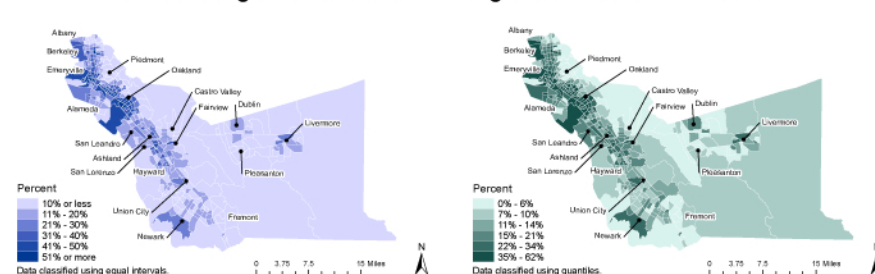 Albany
Berkeley
Piedmont
Emeryville
Oakland
Castro Valley
Alameda
Fairview
Dublin
Livermore
San Leandro
Ashland
San Lorenzo
Hayward
Pleasanton
Percent
10% or less
11% - 20%
21% - 30%
31% - 40%
41% - 50%
51% or more
Union City
Fremont
Newark
Data classified using equal intervals.
0 3.75 7.5 15 Miles
N
Albany
Berkeley
Piedmont
Emeryville
Oakland
Castro Valley
Alameda
Fairview
Dublin
Livermore
San Leandro
Ashland
San Lorenzo
Hayward
Pleasanton
Percent
0% - 6%
7% - 10%
11% - 14%
15% - 21%
22% - 34%
35% - 62%
Union City
Fremont
Newark
Data classified using quantiles.
0 3.75 7.5 15 Miles